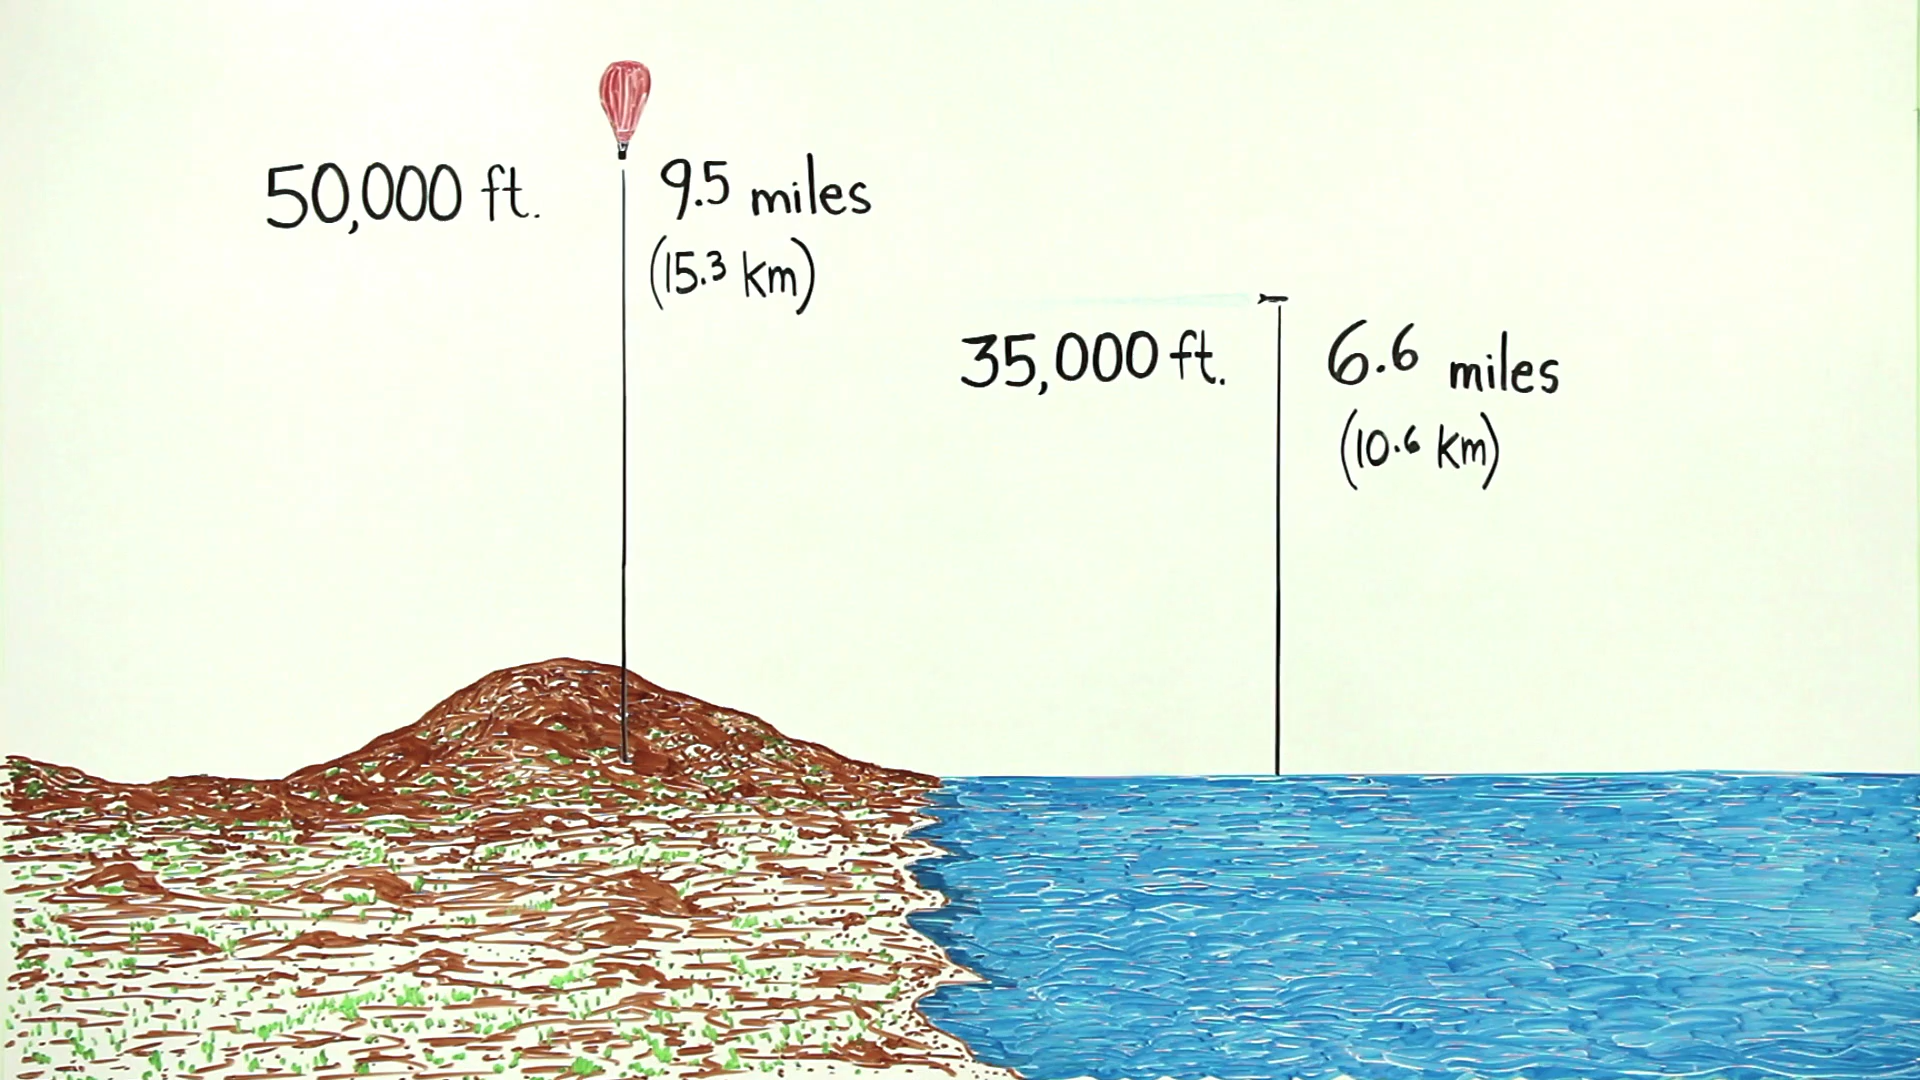 50,000 ft.
9.5 miles
(15.3 km)
35,000 ft.
6.6 miles
(10.6 km)